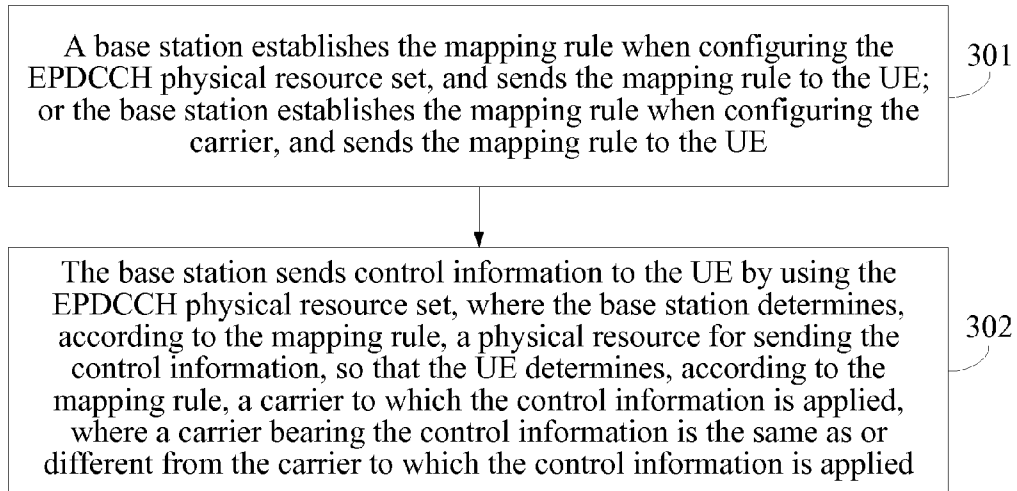 A base station establishes the mapping rule when configuring the
EPDCCH physical resource set, and sends the mapping rule to the UE;
or the base station establishes the mapping rule when configuring the
carrier, and sends the mapping rule to the UE
301
The base station sends control information to the UE by using the
EPDCCH physical resource set, where the base station determines,
according to the mapping rule, a physical resource for sending the
control information, so that the UE determines, according to the
mapping rule, a carrier to which the control information is applied,
where a carrier bearing the control information is the same as or
different from the carrier to which the control information is applied
302